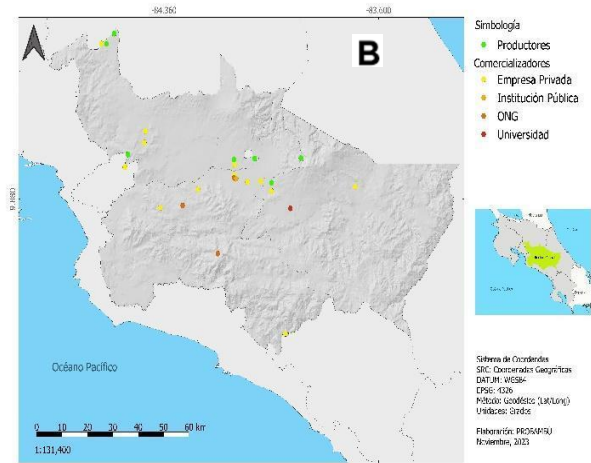 -84.360
-83.600
B
Simbología
Productores
Comercializadores
Empresa Privada
Institución Pública
ONG
Universidad
Océano Pacífico
0 10 20 30 40 50 60 km
1:131,400
Sistema de Coordendas
SRC: Coordenadas Geográficas
DATUM: WGS84
EPSG: 4326
Método: Geodésico (Lat/Long)
Unidades: Grados
Elaboración: PROBAMBU
Noviembre, 2023